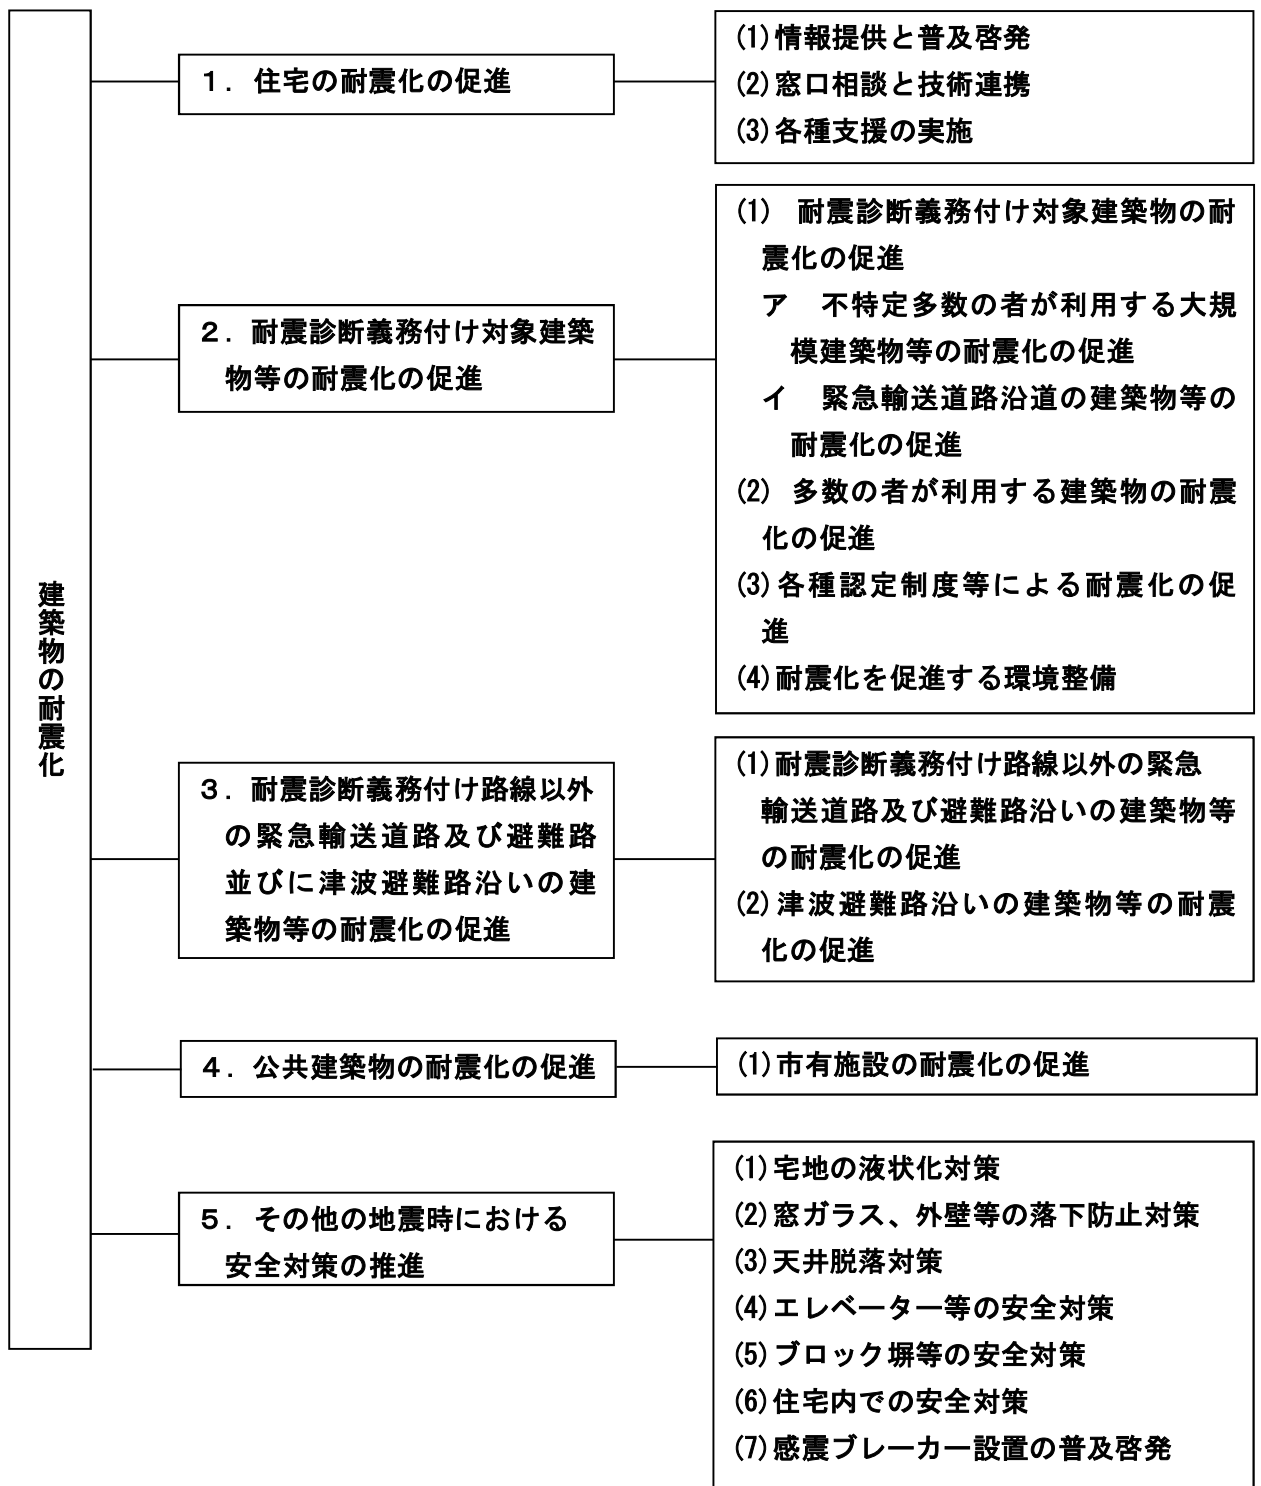 建築物の耐震化
１．住宅の耐震化の促進
(1)情報提供と普及啓発
(2)窓口相談と技術連携
(3)各種支援の実施
２．耐震診断義務付け対象建築
物等の耐震化の促進
(1)　耐震診断義務付け対象建築物の耐
震化の促進
ア　不特定多数の者が利用する大規
模建築物等の耐震化の促進
イ　緊急輸送道路沿道の建築物等の
耐震化の促進
(2) 多数の者が利用する建築物の耐震
化の促進
(3)各種認定制度等による耐震化の促
進
(4)耐震化を促進する環境整備
３．耐震診断義務付け路線以外
の緊急輸送道路及び避難路
並びに津波避難路沿いの建
築物等の耐震化の促進
(1)耐震診断義務付け路線以外の緊急
輸送道路及び避難路沿いの建築物等
の耐震化の促進
(2)津波避難路沿いの建築物等の耐震
化の促進
４．公共建築物の耐震化の促進
(1)市有施設の耐震化の促進
５．その他の地震時における
安全対策の推進
(1)宅地の液状化対策
(2)窓ガラス、外壁等の落下防止対策
(3)天井脱落対策
(4)エレベーター等の安全対策
(5)ブロック塀等の安全対策
(6)住宅内での安全対策
(7)感震ブレーカー設置の普及啓発